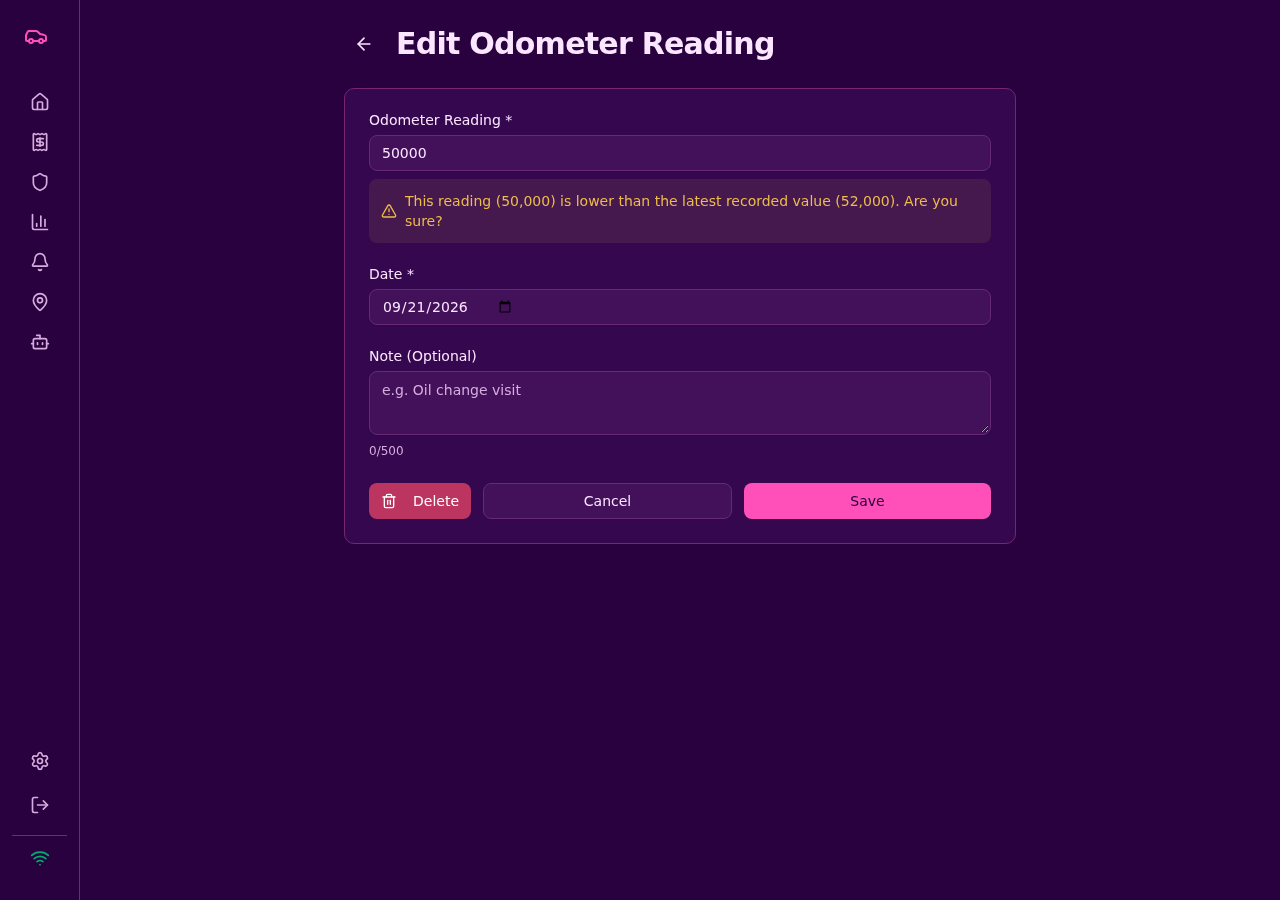 Edit Odometer Reading
Odometer Reading *
50000
This reading (50,000) is lower than the latest recorded value (52,000). Are you
sure?
Date *
09/21/2026
Note (Optional)
e.g. Oil change visit
0/500
Delete
Cancel
Save